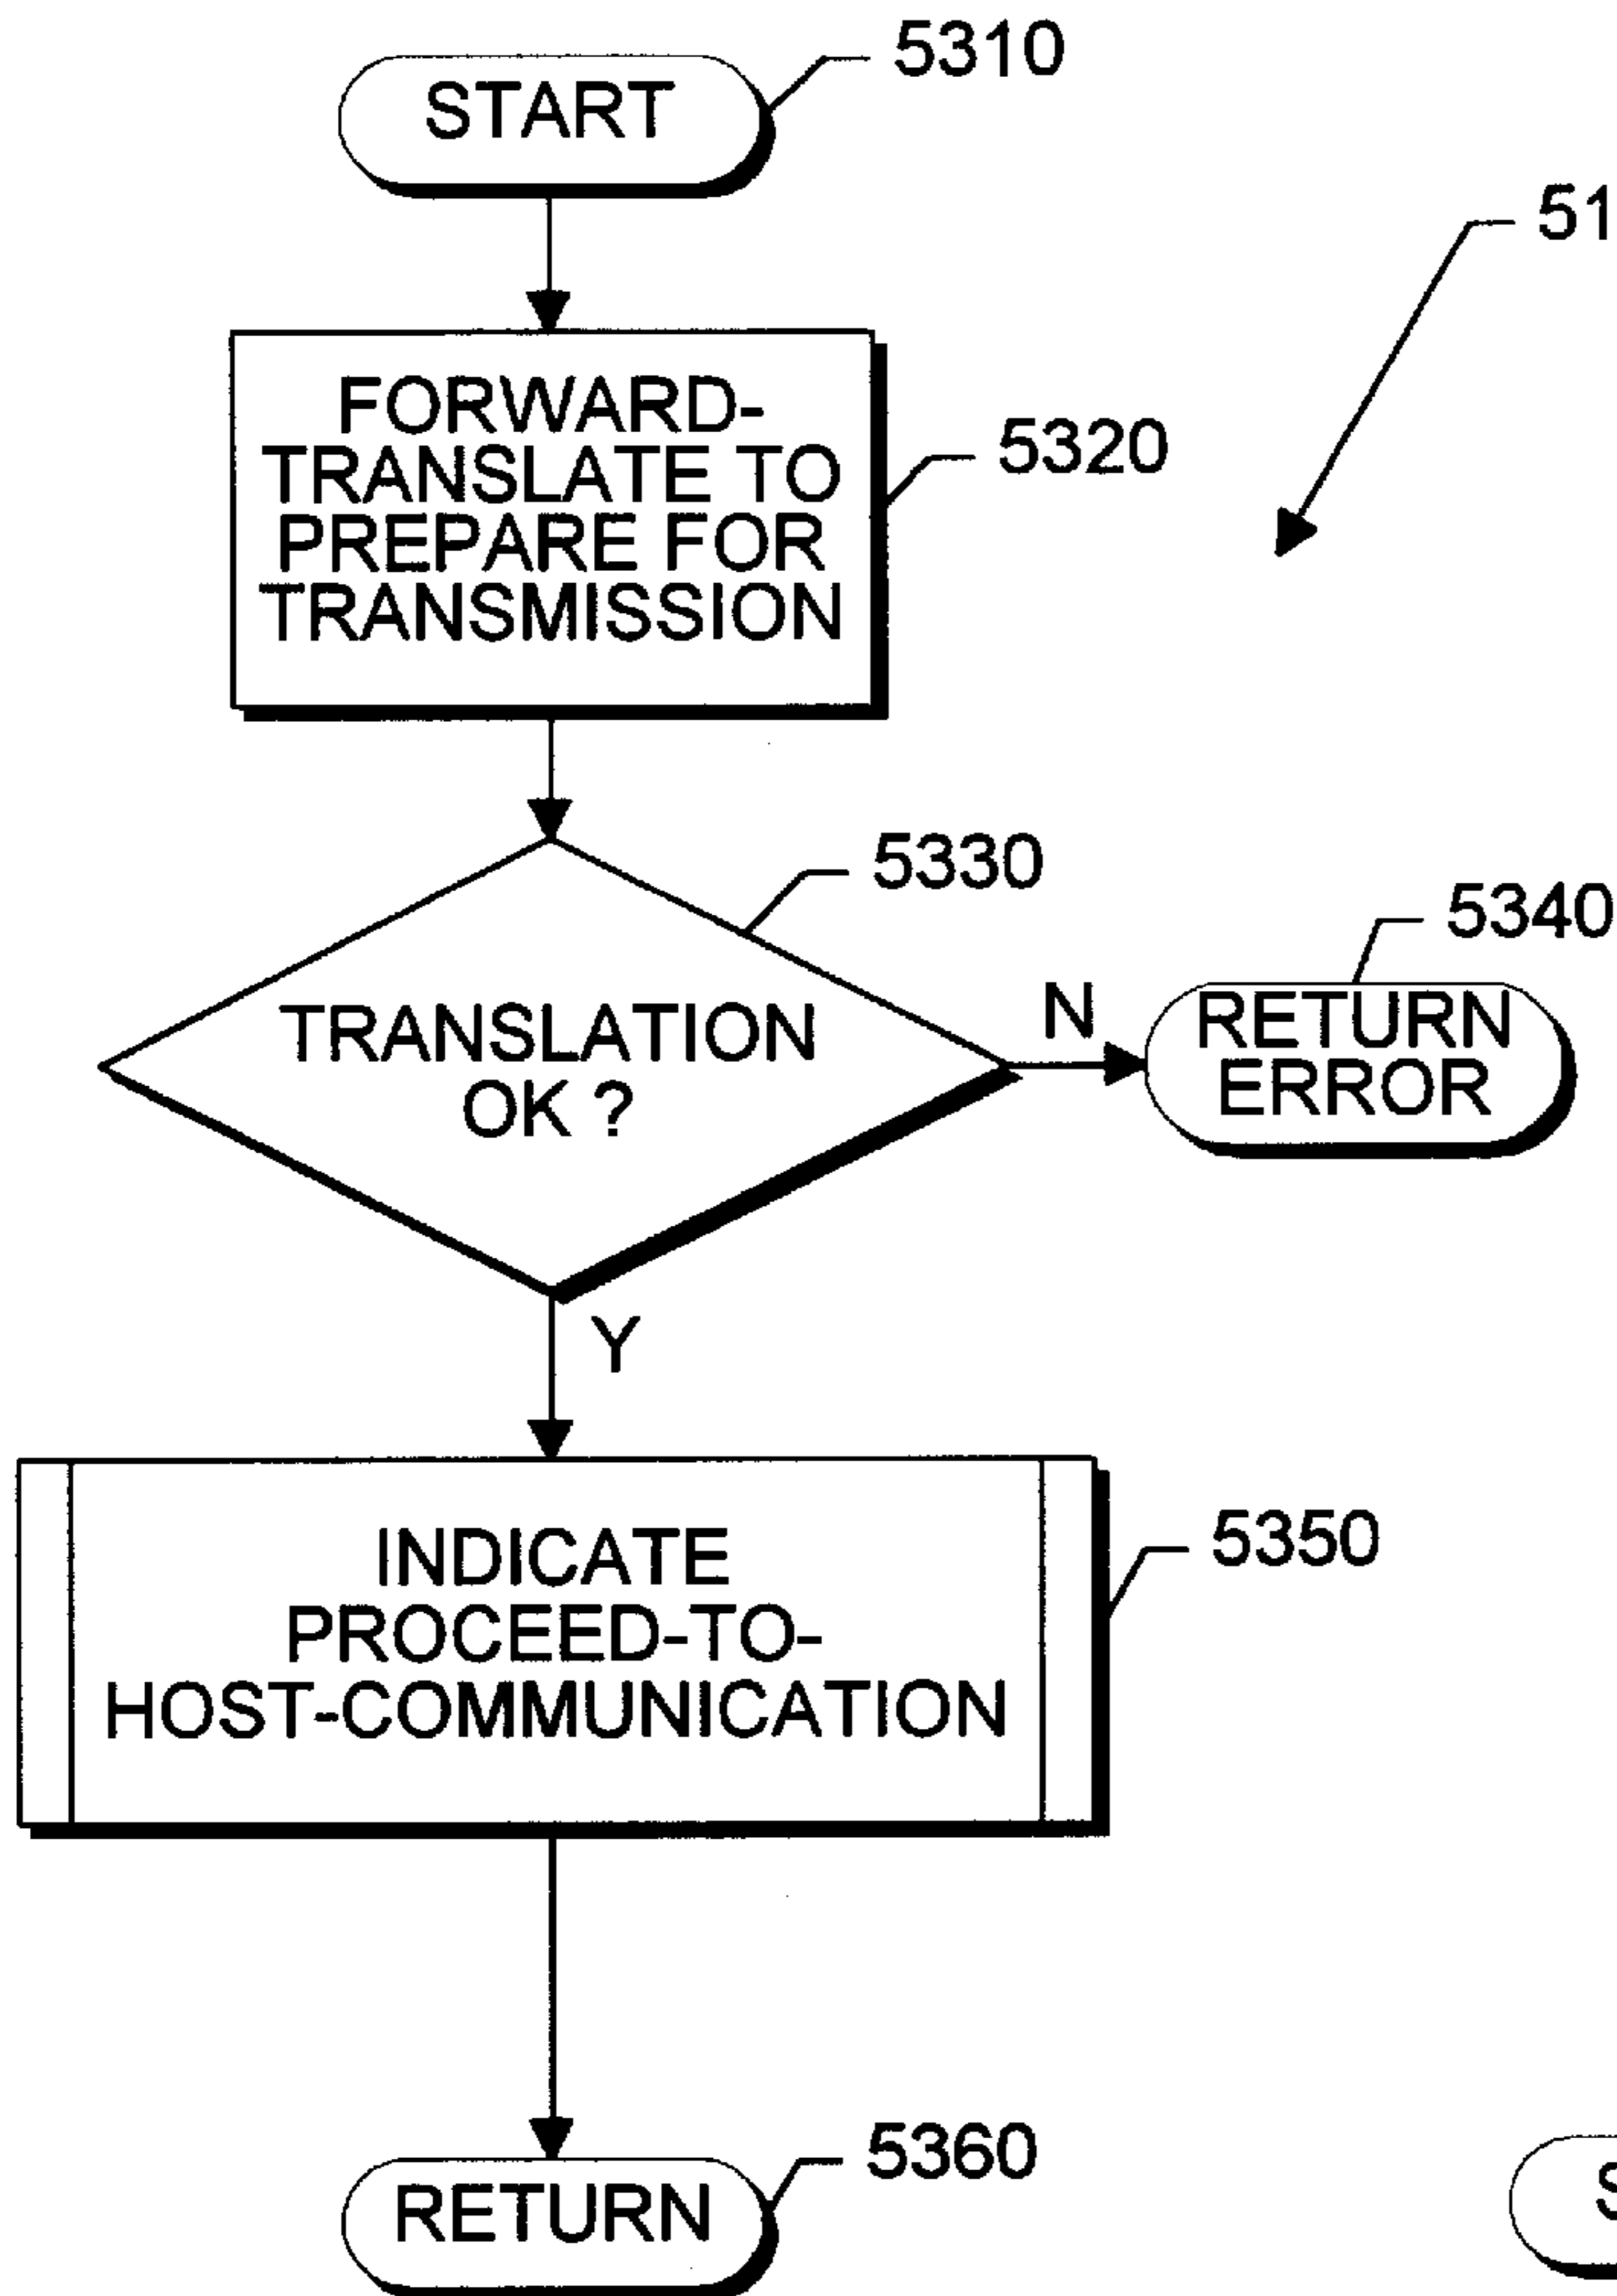 5310
START
51
FORWARD-
TRANSLATE TO
PREPARE FOR
TRANSMISSION
5320
5330
5340
TRANSLATION
OK ?
N
RETURN
ERROR
Y
INDICATE
PROCEED-TO-
HOST-COMMUNICATION
5350
5360
RETURN